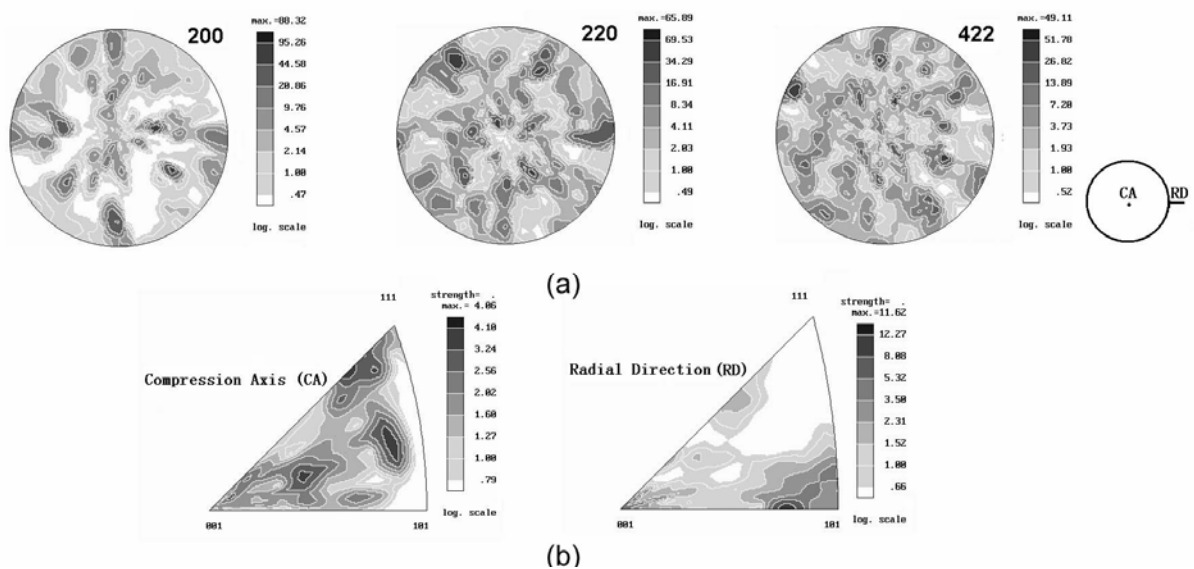 200
max.=88.32
95.26
44.58
20.86
9.76
4.57
2.14
1.00
.47
log. scale
220
max.=65.89
69.53
34.29
16.91
8.34
4.11
2.03
1.00
.49
log. scale
422
max.=49.11
51.78
26.82
13.89
7.20
3.73
1.93
1.00
.52
log. scale
CA
RD
(a)
111
strength= .
max.= 4.06
4.10
3.24
2.56
2.02
1.60
1.27
1.00
.79
log. scale
Compression Axis (CA)
001
101
111
strength= .
max.=11.62
12.27
8.08
5.32
3.50
2.31
1.52
1.00
.66
log. scale
Radial Direction (RD)
001
101
(b)